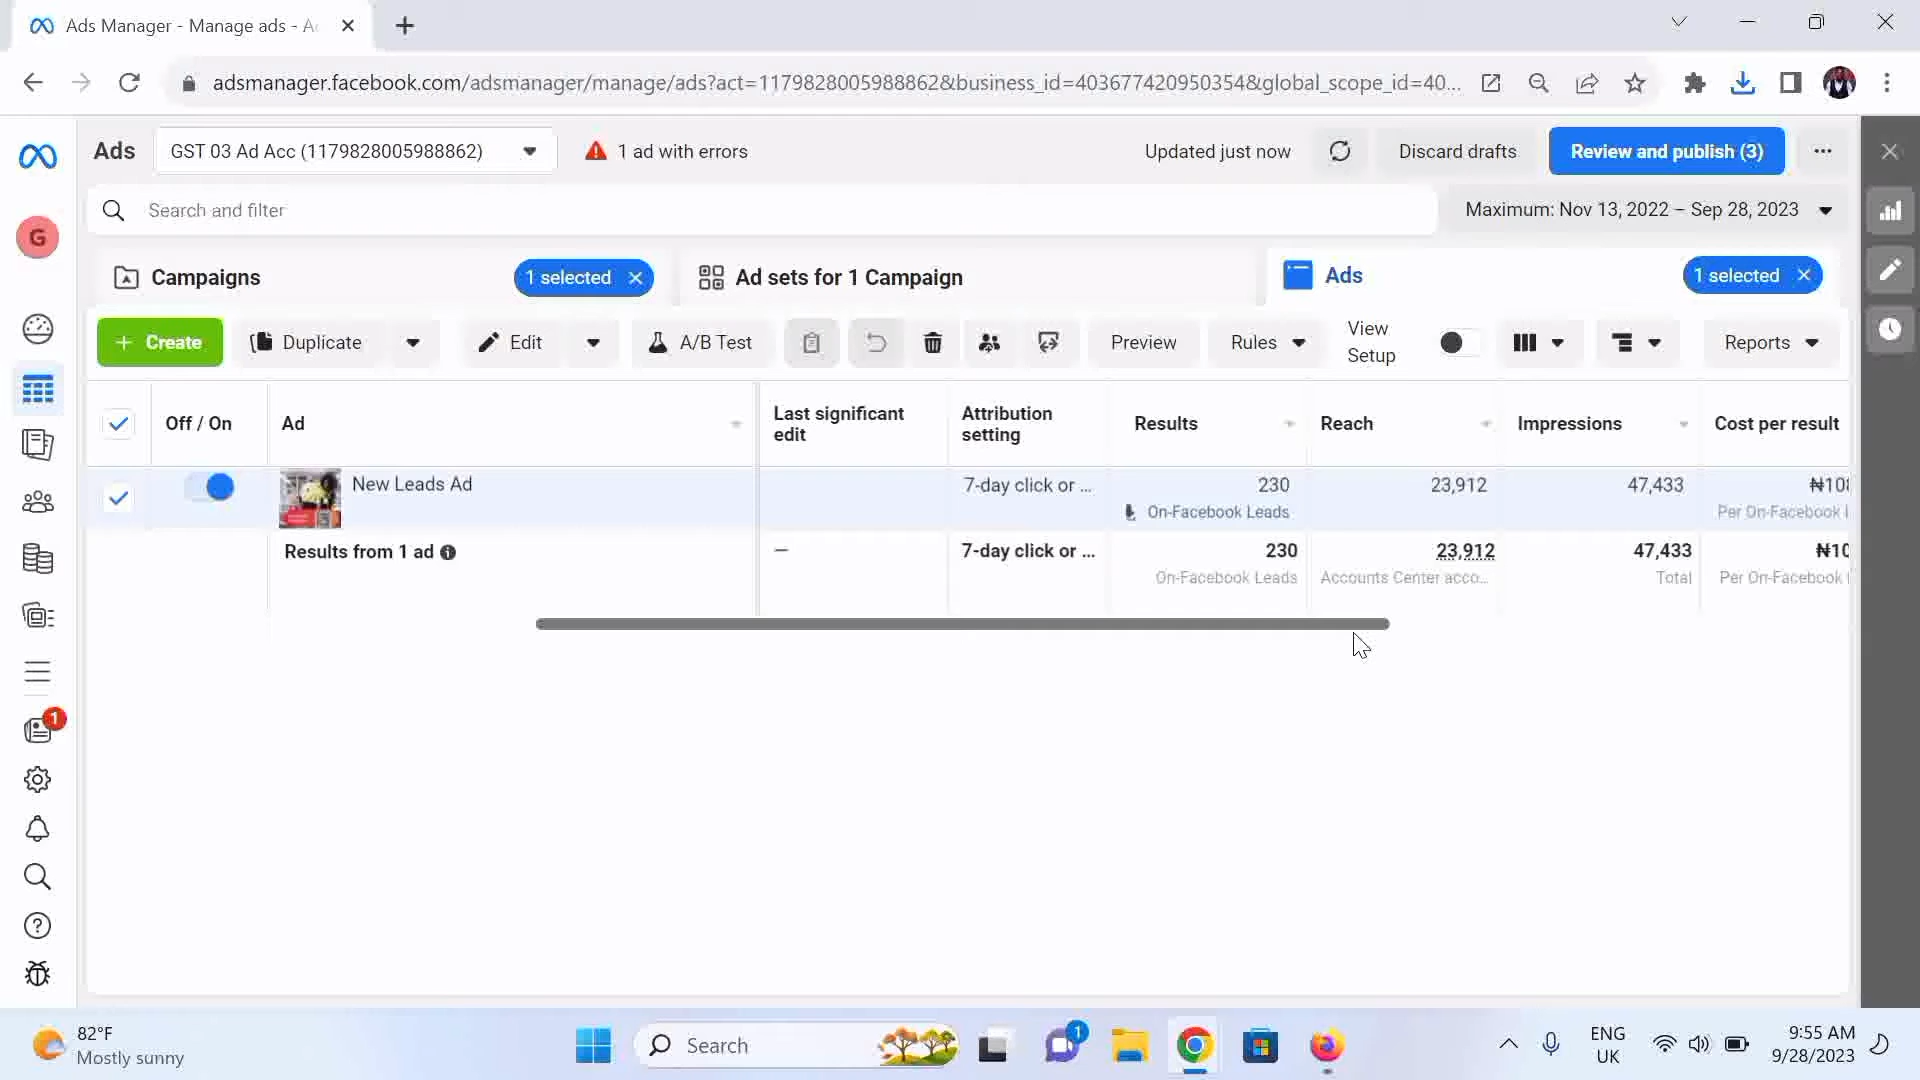 Ads Manager - Manage ads - Ac
adsmanager.facebook.com/adsmanager/manage/ads?act=1179828005988862&business_id=403677420950354&global_scope_id=40...
Ads
GST 03 Ad Acc (1179828005988862)
1 ad with errors
Updated just now
Discard drafts
Review and publish (3)
G
Search and filter
Maximum: Nov 13, 2022 – Sep 28, 2023
Campaigns
1 selected
Ad sets for 1 Campaign
Ads
1 selected
+ Create
Duplicate
Edit
A/B Test
Preview
Rules
View
Setup
Reports
Off / On
Ad
Last significant
edit
Attribution
setting
Results
Reach
Impressions
Cost per result
New Leads Ad
7-day click or ...
230
On-Facebook Leads
23,912
47,433
₦108
Per On-Facebook
Results from 1 ad
—
7-day click or ...
230
On-Facebook Leads
23,912
Accounts Center acco...
47,433
Total
₦10
Per On-Facebook
1
82°F
Mostly sunny
Search
1
ENG
UK
9:55 AM
9/28/2023